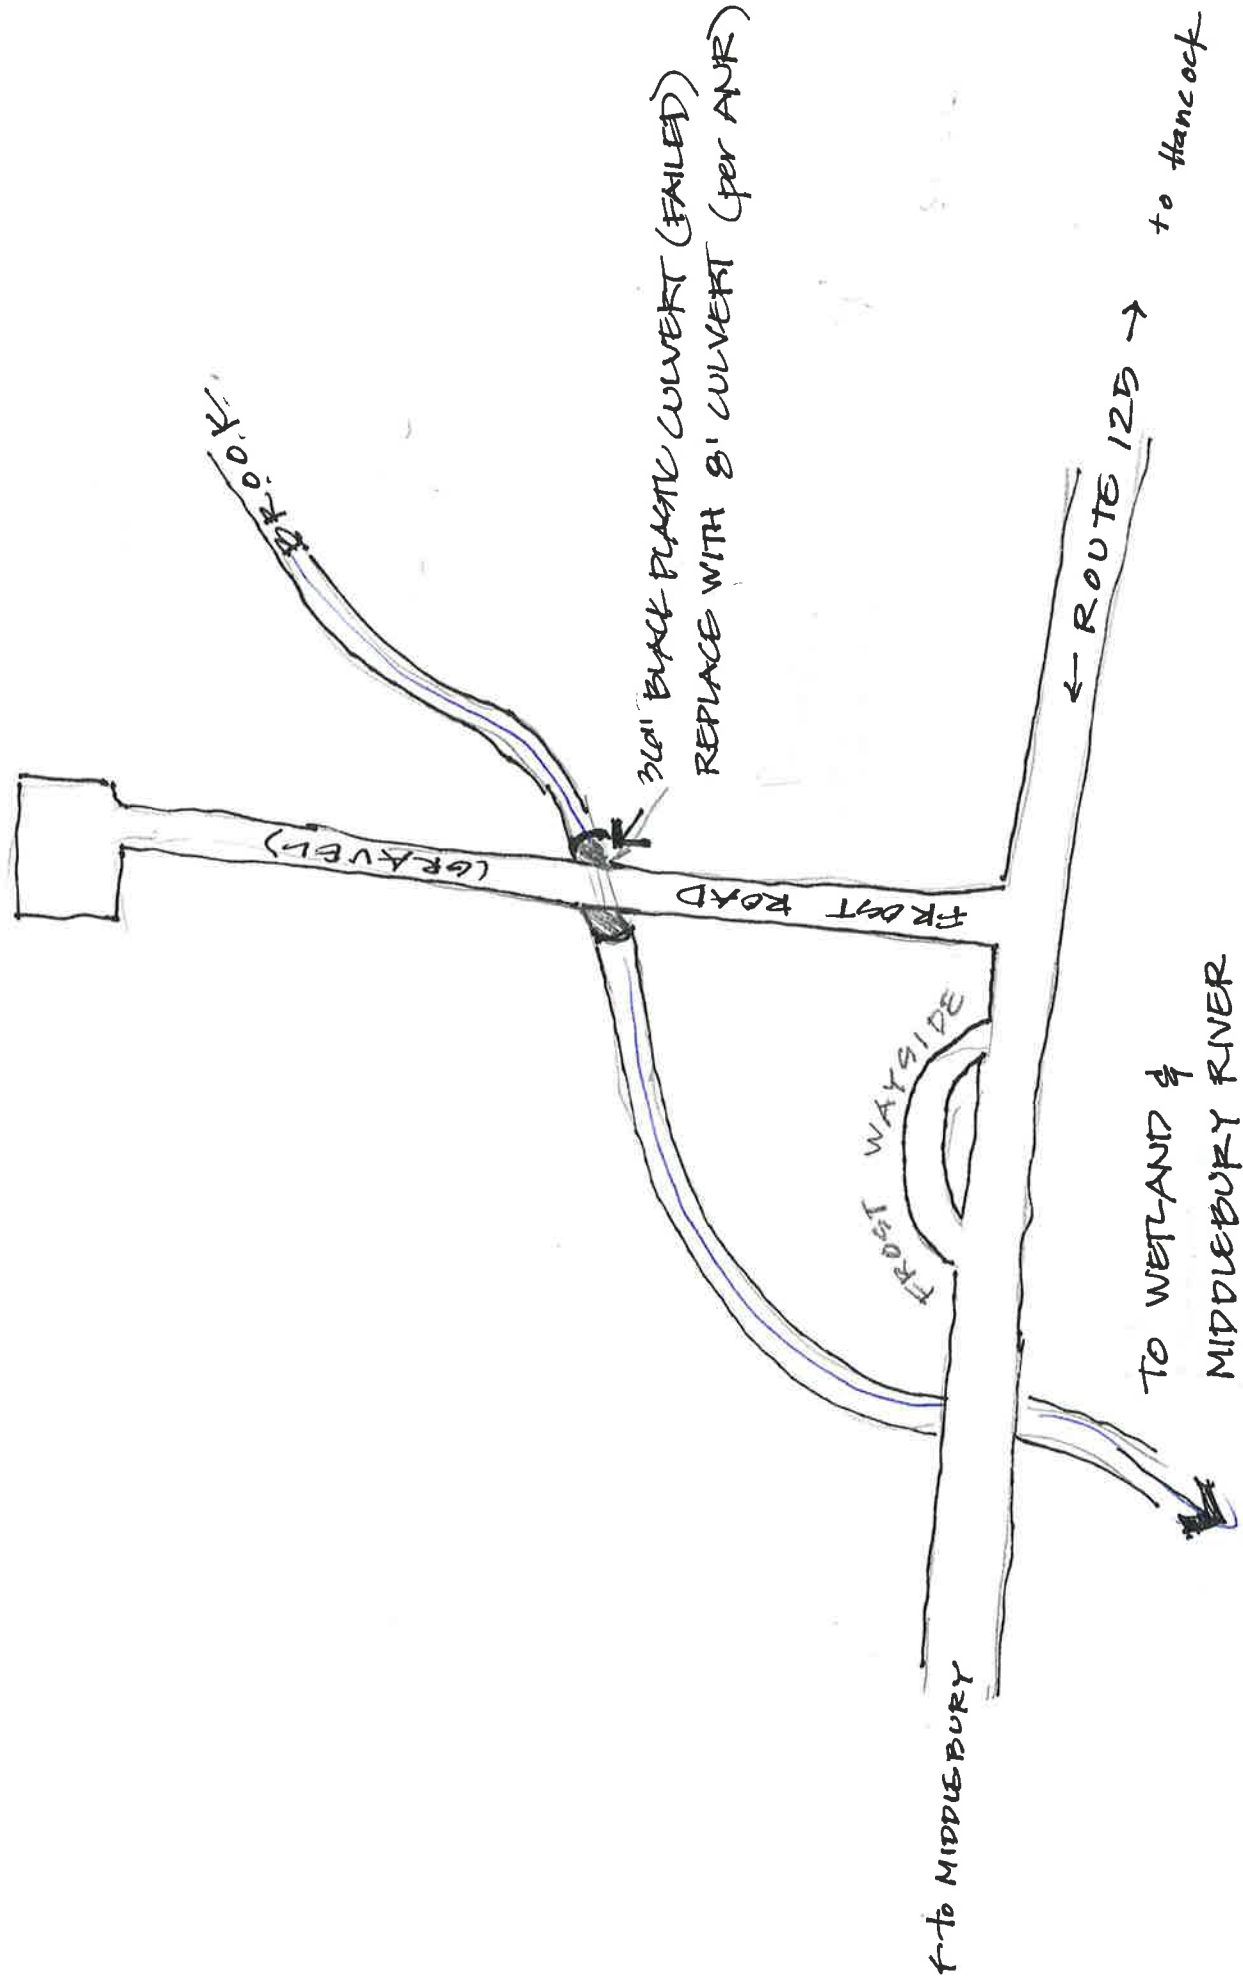 BROOK
36" BLACK PLASTIC CULVERT (FAILED)
REPLACE WITH 8' CULVERT (per ANR)
(GRAVEL)
FROST ROAD
FROST WAYSIDE
← ROUTE 125 →
to Hancock
← to MIDDLEBURY
TO WETLAND &
MIDDLEBURY RIVER